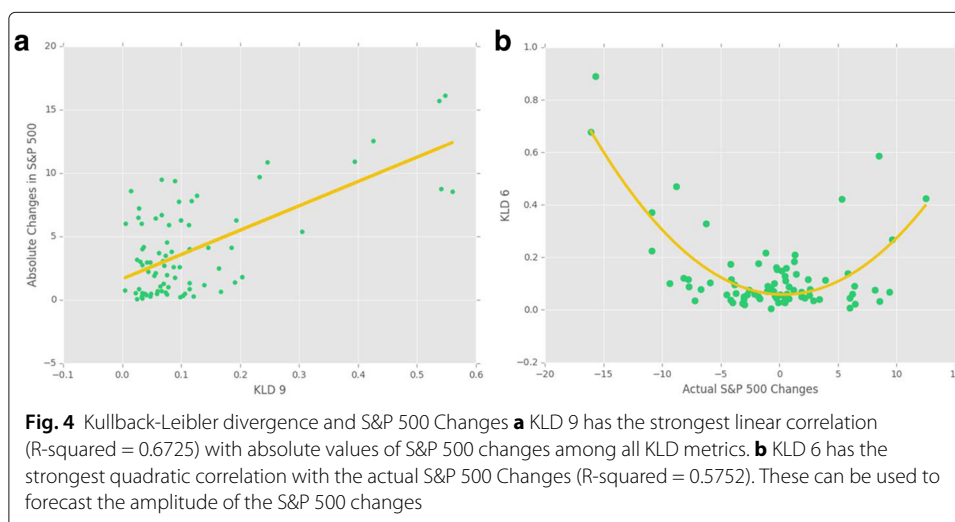 a
b
20
15
10
5
0
−5
Absolute Changes in S&P 500
−0.1 0.0 0.1 0.2 0.3 0.4 0.5 0.6
KLD 9
1.0
0.8
0.6
0.4
0.2
0.0
−0.2
KLD 6
−20 −15 −10 −5 0 5 10
Actual S&P 500 Changes
Fig. 4 Kullback-Leibler divergence and S&P 500 Changes a KLD 9 has the strongest linear correlation
(R-squared = 0.6725) with absolute values of S&P 500 changes among all KLD metrics. b KLD 6 has the
strongest quadratic correlation with the actual S&P 500 Changes (R-squared = 0.5752). These can be used to
forecast the amplitude of the S&P 500 changes